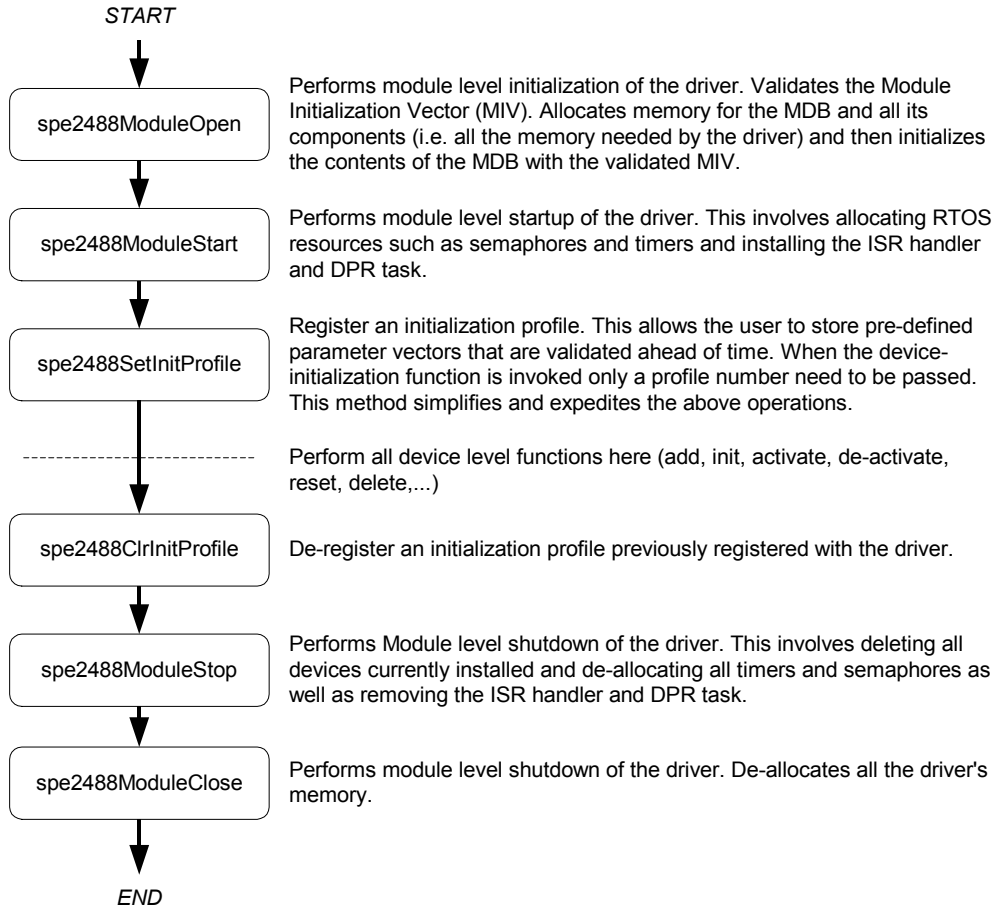 START
spe2488ModuleOpen
Performs module level initialization of the driver. Validates the Module
Initialization Vector (MIV). Allocates memory for the MDB and all its
components (i.e. all the memory needed by the driver) and then initializes
the contents of the MDB with the validated MIV.
spe2488ModuleStart
Performs module level startup of the driver. This involves allocating RTOS
resources such as semaphores and timers and installing the ISR handler
and DPR task.
spe2488SetInitProfile
Register an initialization profile. This allows the user to store pre-defined
parameter vectors that are validated ahead of time. When the device-
initialization function is invoked only a profile number need to be passed.
This method simplifies and expedites the above operations.
Perform all device level functions here (add, init, activate, de-activate,
reset, delete,...)
spe2488ClrInitProfile
De-register an initialization profile previously registered with the driver.
spe2488ModuleStop
Performs Module level shutdown of the driver. This involves deleting all
devices currently installed and de-allocating all timers and semaphores as
well as removing the ISR handler and DPR task.
spe2488ModuleClose
Performs module level shutdown of the driver. De-allocates all the driver's
memory.
END